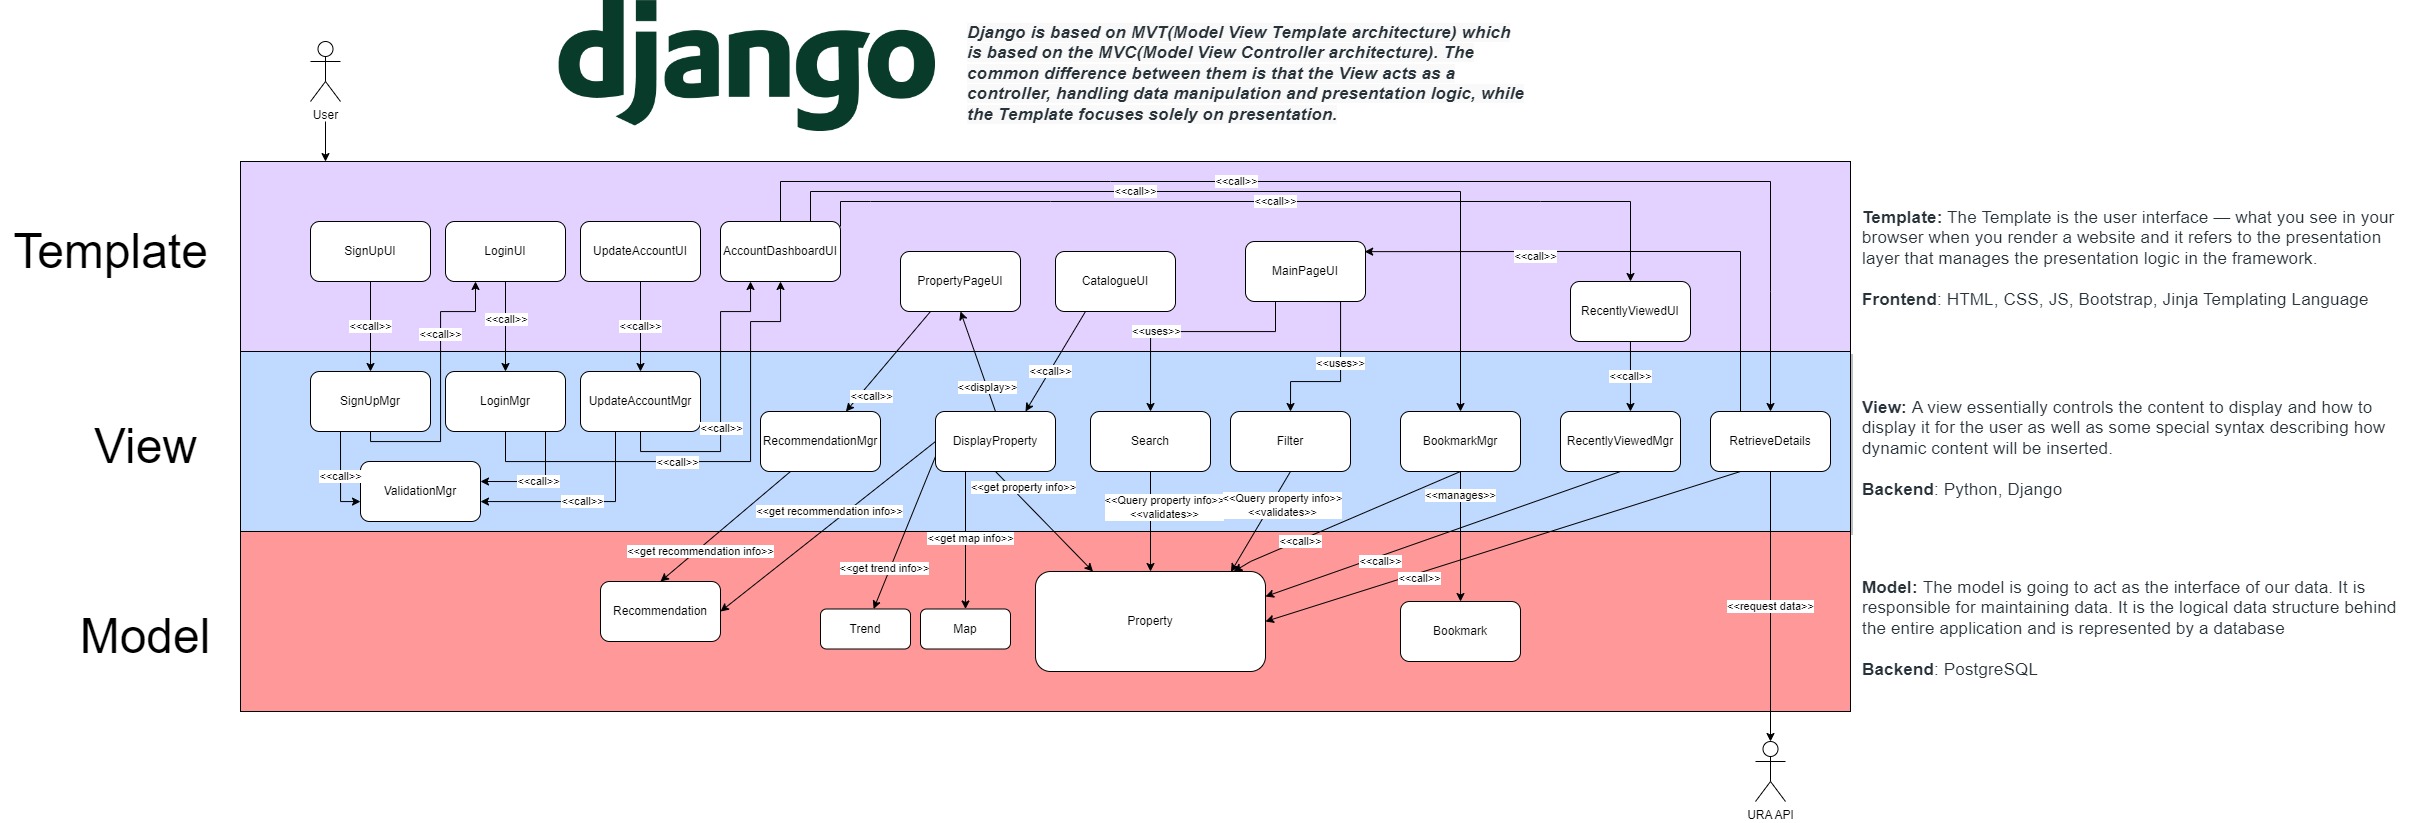 django
Django is based on MVT(Model View Template architecture) which
is based on the MVC(Model View Controller architecture). The
common difference between them is that the View acts as a
controller, handling data manipulation and presentation logic, while
the Template focuses solely on presentation.
User
Template
<<call>>
<<call>>
<<call>>
SignUpUI
LoginUI
UpdateAccountUI
AccountDashboardUI
PropertyPageUI
CatalogueUI
MainPageUI
<<call>>
RecentlyViewedUI
<<call>>
<<call>>
<<call>>
<<call>>
<<uses>>
Template: The Template is the user interface — what you see in your
browser when you render a website and it refers to the presentation
layer that manages the presentation logic in the framework.
Frontend: HTML, CSS, JS, Bootstrap, Jinja Templating Language
View
<<call>>
<<display>>
<<call>>
<<uses>>
<<call>>
SignUpMgr
LoginMgr
UpdateAccountMgr
<<call>>
RecommendationMgr
DisplayProperty
Search
Filter
BookmarkMgr
RecentlyViewedMgr
RetrieveDetails
<<call>>
<<call>>
<<call>>
<<call>>
ValidationMgr
<<get property info>>
<<Query property info>>
<<validates>>
<<Query property info>>
<<validates>>
<<manages>>
<<get recommendation info>>
View: A view essentially controls the content to display and how to
display it for the user as well as some special syntax describing how
dynamic content will be inserted.
Backend: Python, Django
Model
<<get recommendation info>>
<<get map info>>
<<get trend info>>
<<call>>
<<call>>
<<call>>
<<request data>>
Recommendation
Trend
Map
Property
Bookmark
Model: The model is going to act as the interface of our data. It is
responsible for maintaining data. It is the logical data structure behind
the entire application and is represented by a database
Backend: PostgreSQL
URA API